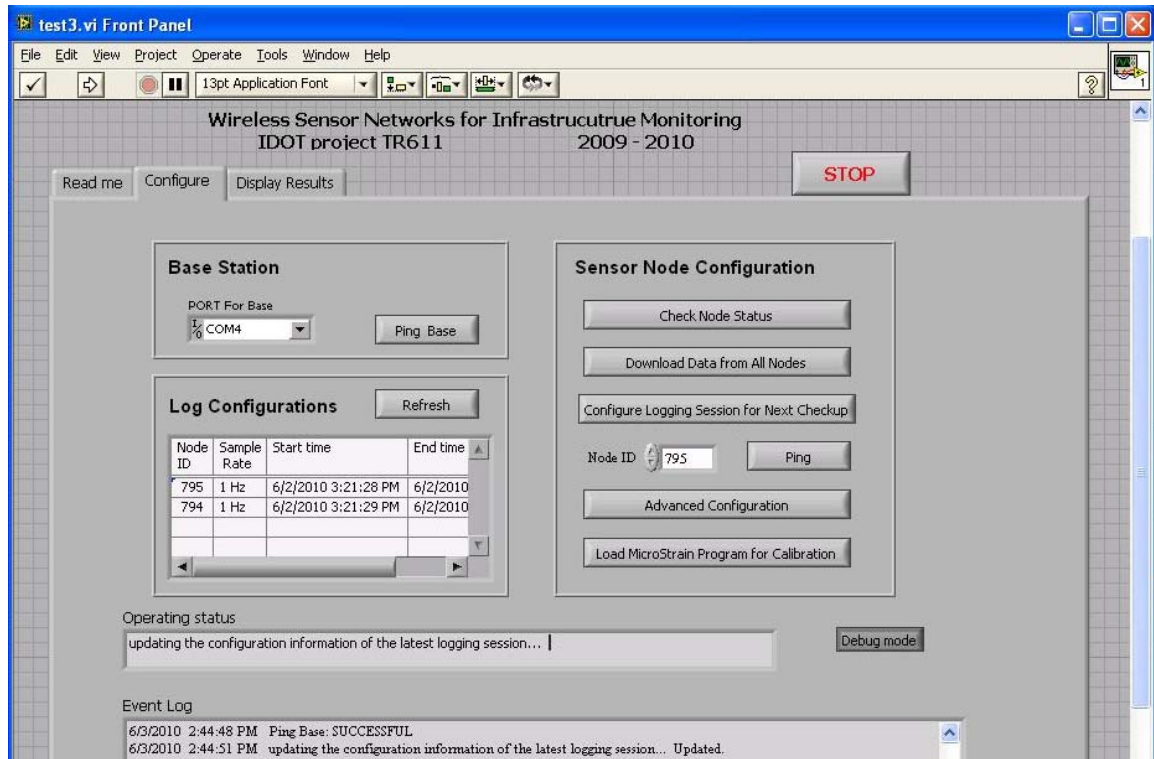 test3.vi Front Panel
File Edit View Project Operate Tools Window Help
13pt Application Font
?
1
Wireless Sensor Networks for Infrastrucutrue Monitoring
IDOT project TR611 2009 - 2010
STOP
Read me Configure Display Results
Base Station
PORT For Base
I/O COM4
Ping Base
Log Configurations
Refresh
Node ID Sample Rate Start time End time
795 1 Hz 6/2/2010 3:21:28 PM 6/2/2010
794 1 Hz 6/2/2010 3:21:29 PM 6/2/2010
Sensor Node Configuration
Check Node Status
Download Data from All Nodes
Configure Logging Session for Next Checkup
Node ID 795 Ping
Advanced Configuration
Load MicroStrain Program for Calibration
Operating status
updating the configuration information of the latest logging session...
Debug mode
Event Log
6/3/2010 2:44:48 PM Ping Base: SUCCESSFUL
6/3/2010 2:44:51 PM updating the configuration information of the latest logging session... Updated.